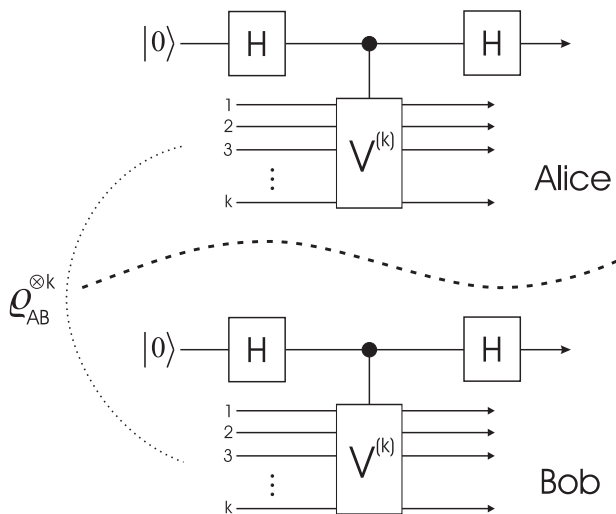 |0⟩ H H
1
2
3
⋮
k
V^(k)
Alice
ϱ_AB^⊗k
|0⟩ H H
1
2
3
⋮
k
V^(k)
Bob